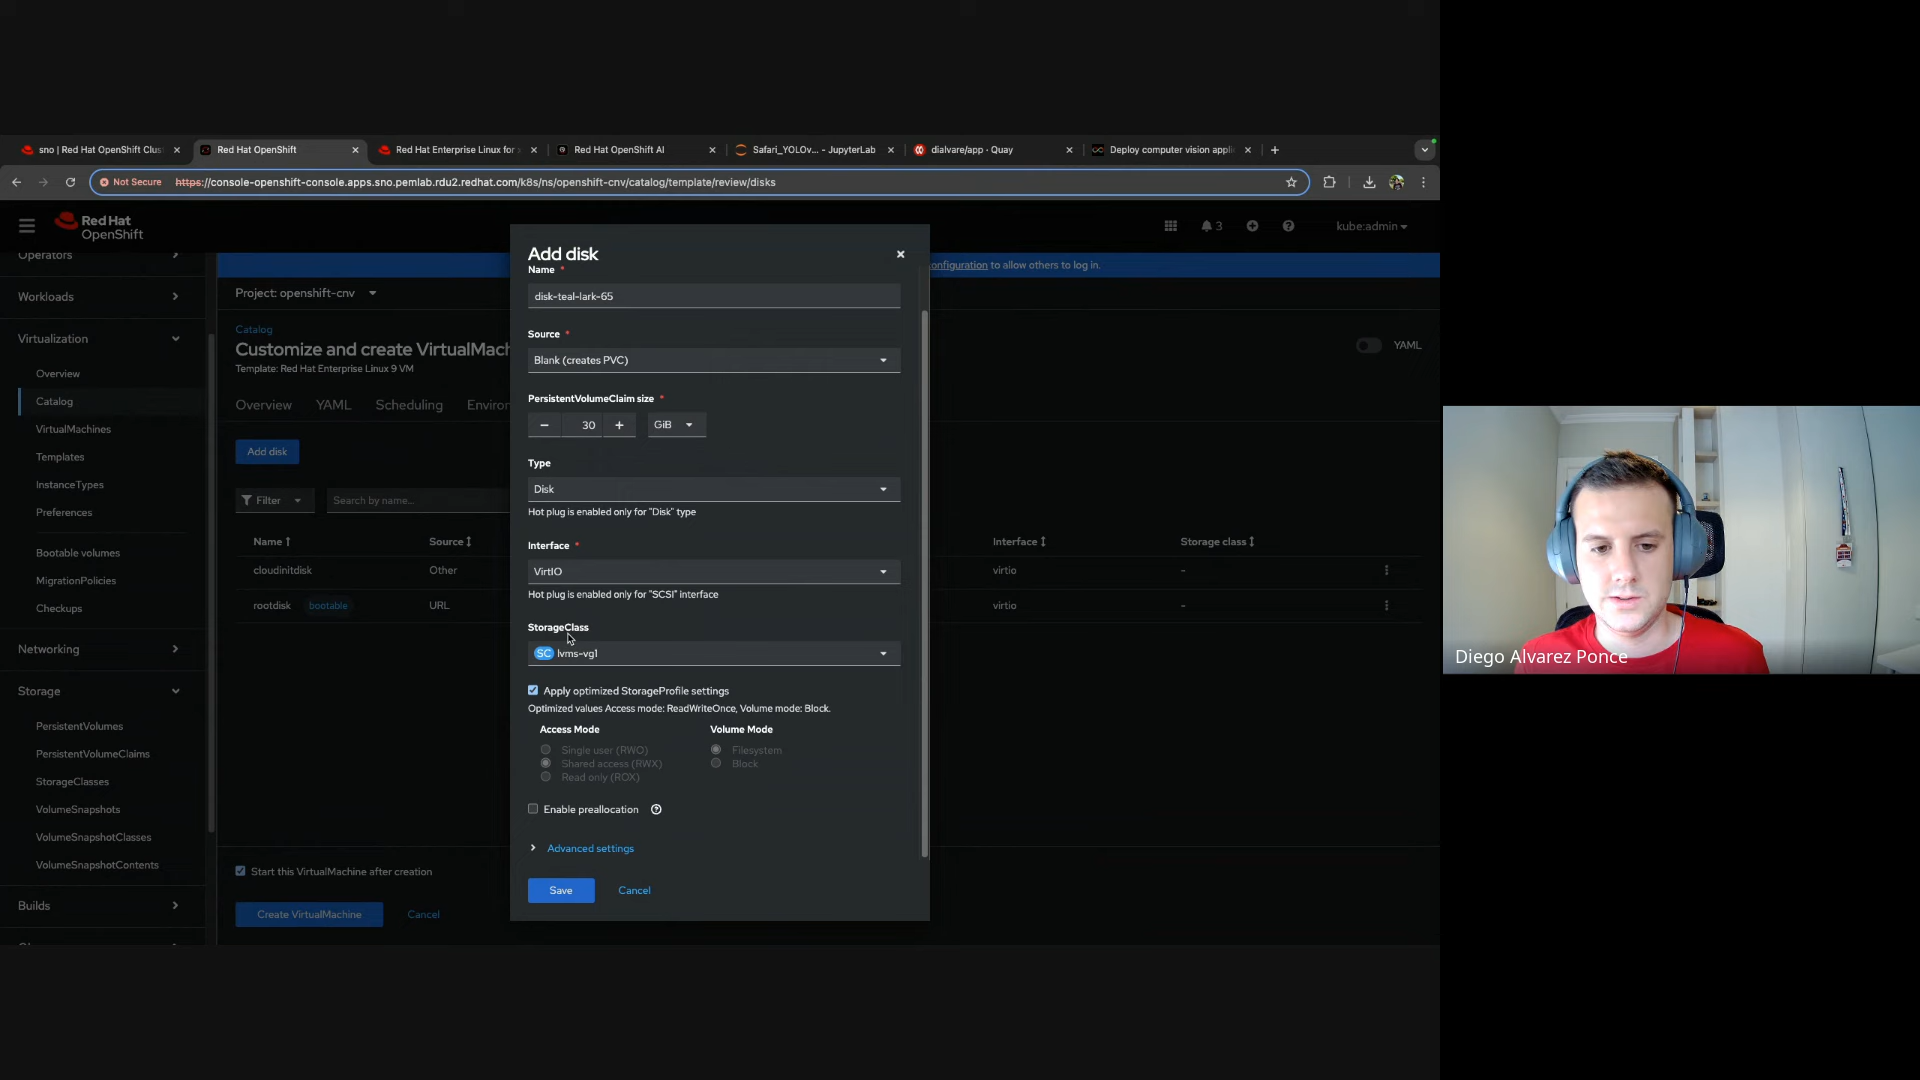 sno | Red Hat OpenShift Clus
Red Hat OpenShift
Red Hat Enterprise Linux for
Red Hat OpenShift AI
Safari_YOLOv... - JupyterLab
dialvare/app · Quay
Deploy computer vision appli
Not Secure
https://console-openshift-console.apps.sno.pemlab.rdu2.redhat.com/k8s/ns/openshift-cnv/catalog/template/review/disks
Red Hat
OpenShift
3
kube:admin
Operators
Workloads
Virtualization
Overview
Catalog
VirtualMachines
Templates
InstanceTypes
Preferences
Bootable volumes
MigrationPolicies
Checkups
Networking
Storage
PersistentVolumes
PersistentVolumeClaims
StorageClasses
VolumeSnapshots
VolumeSnapshotClasses
VolumeSnapshotContents
Builds
onfiguration to allow others to log in.
Project: openshift-cnv
Catalog
Customize and create VirtualMach
Template: Red Hat Enterprise Linux 9 VM
YAML
Overview YAML Scheduling Environ
Add disk
Filter
Search by name...
Name Source Interface Storage class
cloudinitdisk Other virtio -
rootdisk bootable URL virtio -
Start this VirtualMachine after creation
Create VirtualMachine Cancel
Add disk
Name *
disk-teal-lark-65
Source *
Blank (creates PVC)
PersistentVolumeClaim size *
− 30 + GiB
Type
Disk
Hot plug is enabled only for "Disk" type
Interface *
VirtIO
Hot plug is enabled only for "SCSI" interface
StorageClass
SC lvms-vg1
Apply optimized StorageProfile settings
Optimized values Access mode: ReadWriteOnce, Volume mode: Block.
Access Mode Volume Mode
Single user (RWO) Filesystem
Shared access (RWX) Block
Read only (ROX)
Enable preallocation
Advanced settings
Save Cancel
Diego Alvarez Ponce